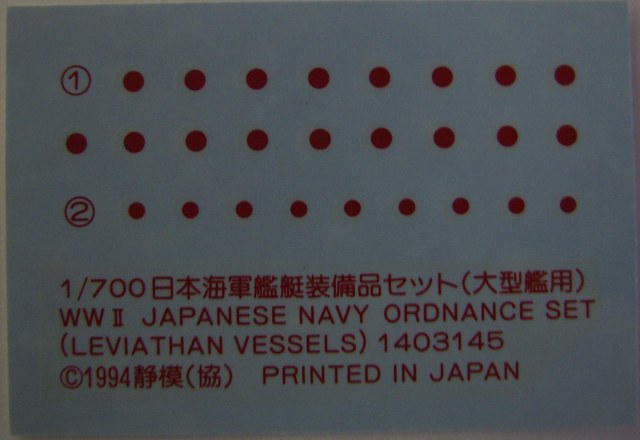 ①
②
1/700日本海軍艦艇装備品セット(大型艦用)
WWⅡ JAPANESE NAVY ORDNANCE SET
(LEVIATHAN VESSELS) 1403145
©1994静模(協) PRINTED IN JAPAN